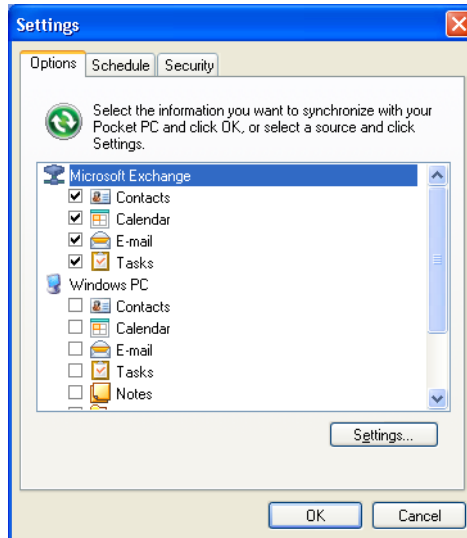 Settings
Options Schedule Security
Select the information you want to synchronize with your
Pocket PC and click OK, or select a source and click
Settings.
Microsoft Exchange
Contacts
Calendar
E-mail
Tasks
Windows PC
Contacts
Calendar
E-mail
Tasks
Notes
Settings...
OK Cancel